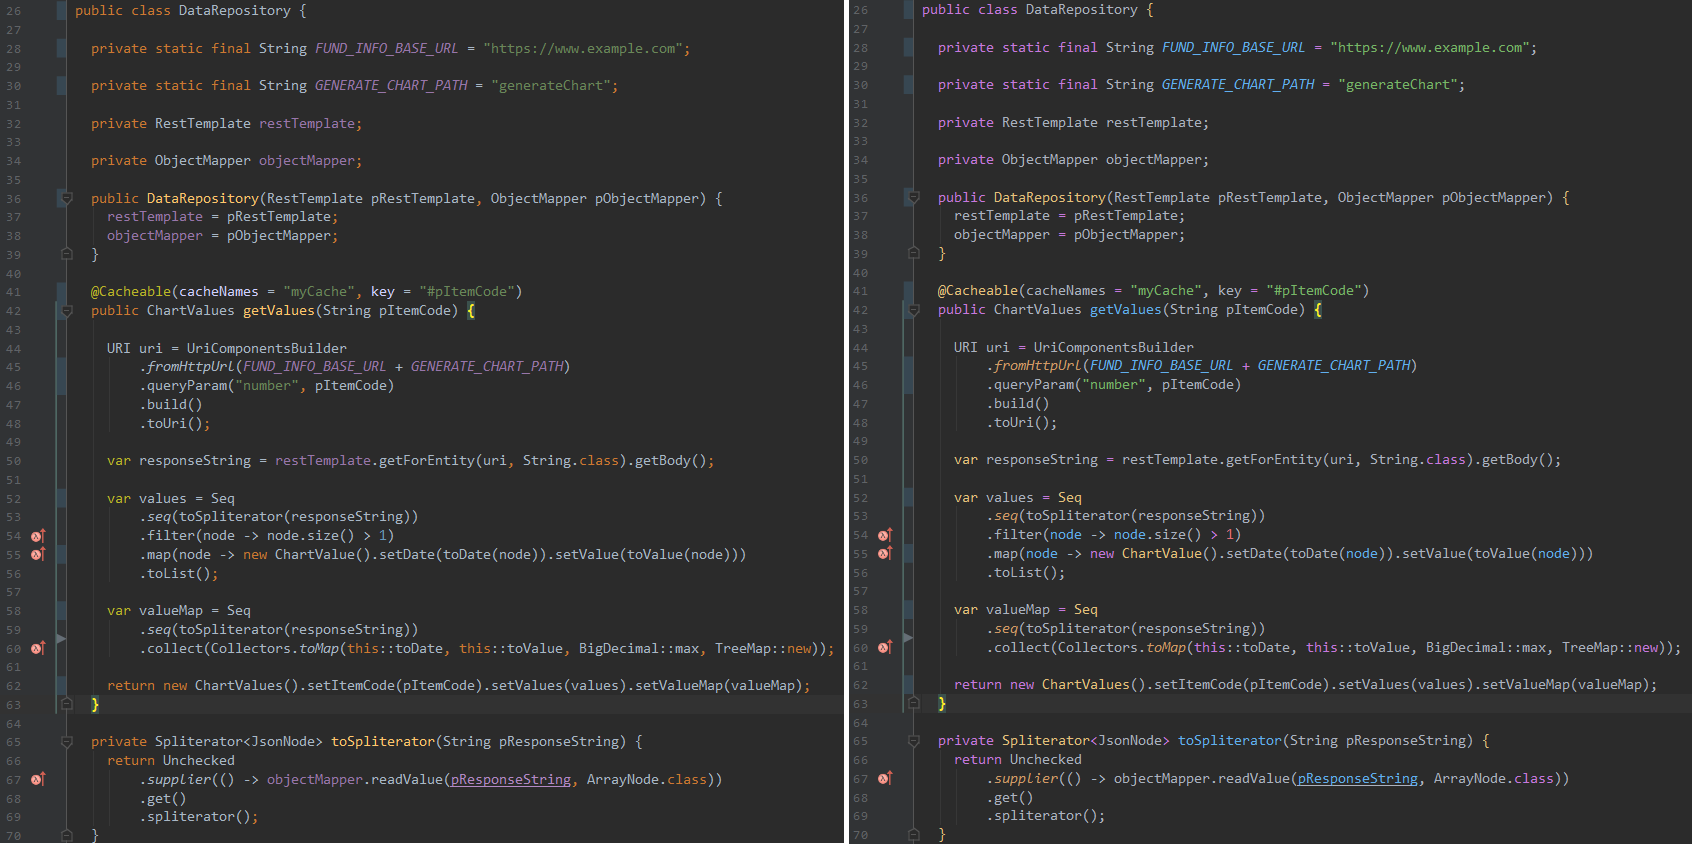 26 public class DataRepository {
27
28 private static final String FUND_INFO_BASE_URL = "https://www.example.com";
29
30 private static final String GENERATE_CHART_PATH = "generateChart";
31
32 private RestTemplate restTemplate;
33
34 private ObjectMapper objectMapper;
35
36 public DataRepository(RestTemplate pRestTemplate, ObjectMapper pObjectMapper) {
37 restTemplate = pRestTemplate;
38 objectMapper = pObjectMapper;
39 }
40
41 @Cacheable(cacheNames = "myCache", key = "#pItemCode")
42 public ChartValues getValues(String pItemCode) {
43
44 URI uri = UriComponentsBuilder
45 .fromHttpUrl(FUND_INFO_BASE_URL + GENERATE_CHART_PATH)
46 .queryParam("number", pItemCode)
47 .build()
48 .toUri();
49
50 var responseString = restTemplate.getForEntity(uri, String.class).getBody();
51
52 var values = Seq
53 .seq(toSpliterator(responseString))
54 .filter(node -> node.size() > 1)
55 .map(node -> new ChartValue().setDate(toDate(node)).setValue(toValue(node)))
56 .toList();
57
58 var valueMap = Seq
59 .seq(toSpliterator(responseString))
60 .collect(Collectors.toMap(this::toDate, this::toValue, BigDecimal::max, TreeMap::new));
61
62 return new ChartValues().setItemCode(pItemCode).setValues(values).setValueMap(valueMap);
63 }
64
65 private Spliterator<JsonNode> toSpliterator(String pResponseString) {
66 return Unchecked
67 .supplier(() -> objectMapper.readValue(pResponseString, ArrayNode.class))
68 .get()
69 .spliterator();
70 }
26 public class DataRepository {
27
28 private static final String FUND_INFO_BASE_URL = "https://www.example.com";
29
30 private static final String GENERATE_CHART_PATH = "generateChart";
31
32 private RestTemplate restTemplate;
33
34 private ObjectMapper objectMapper;
35
36 public DataRepository(RestTemplate pRestTemplate, ObjectMapper pObjectMapper) {
37 restTemplate = pRestTemplate;
38 objectMapper = pObjectMapper;
39 }
40
41 @Cacheable(cacheNames = "myCache", key = "#pItemCode")
42 public ChartValues getValues(String pItemCode) {
43
44 URI uri = UriComponentsBuilder
45 .fromHttpUrl(FUND_INFO_BASE_URL + GENERATE_CHART_PATH)
46 .queryParam("number", pItemCode)
47 .build()
48 .toUri();
49
50 var responseString = restTemplate.getForEntity(uri, String.class).getBody();
51
52 var values = Seq
53 .seq(toSpliterator(responseString))
54 .filter(node -> node.size() > 1)
55 .map(node -> new ChartValue().setDate(toDate(node)).setValue(toValue(node)))
56 .toList();
57
58 var valueMap = Seq
59 .seq(toSpliterator(responseString))
60 .collect(Collectors.toMap(this::toDate, this::toValue, BigDecimal::max, TreeMap::new));
61
62 return new ChartValues().setItemCode(pItemCode).setValues(values).setValueMap(valueMap);
63 }
64
65 private Spliterator<JsonNode> toSpliterator(String pResponseString) {
66 return Unchecked
67 .supplier(() -> objectMapper.readValue(pResponseString, ArrayNode.class))
68 .get()
69 .spliterator();
70 }